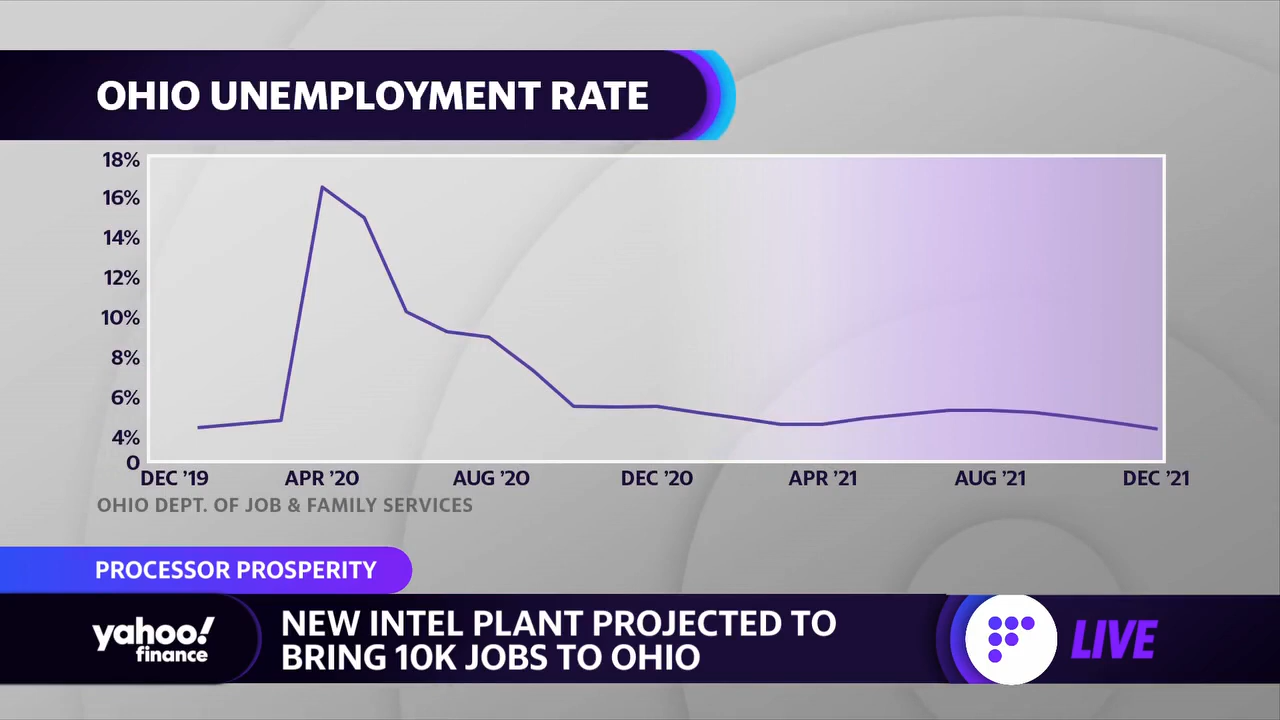 OHIO UNEMPLOYMENT RATE
18%
16%
14%
12%
10%
8%
6%
4%
0
DEC ’19 APR ’20 AUG ’20 DEC ’20 APR ’21 AUG ’21 DEC ’21
OHIO DEPT. OF JOB & FAMILY SERVICES
PROCESSOR PROSPERITY
yahoo!
finance
NEW INTEL PLANT PROJECTED TO
BRING 10K JOBS TO OHIO
LIVE